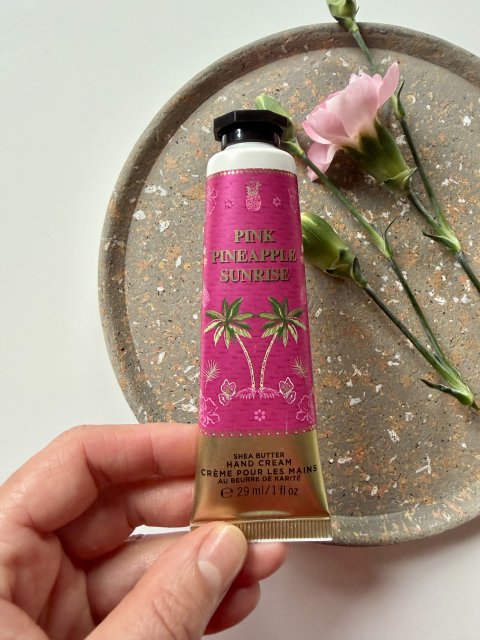 PINK
PINEAPPLE
SUNRISE
SHEA BUTTER
HAND CREAM
CRÈME POUR LES MAINS
AU BEURRE DE KARITÉ
℮ 29 ml/1 fl oz